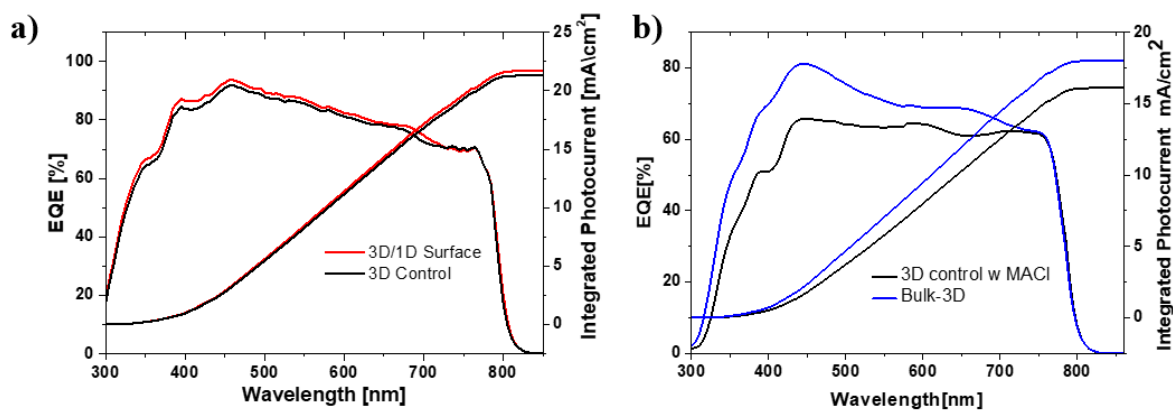 a)
EQE [%]
100
80
60
40
20
0
300 400 500 600 700 800
Wavelength [nm]
25
20
15
10
5
0
Integrated Photocurrent [mA\cm²]
3D/1D Surface
3D Control
b)
EQE[%]
80
60
40
20
0
300 400 500 600 700 800
Wavelength[nm]
20
15
10
5
0
Integrated Photocurrent mA/cm²
3D control w MACl
Bulk-3D